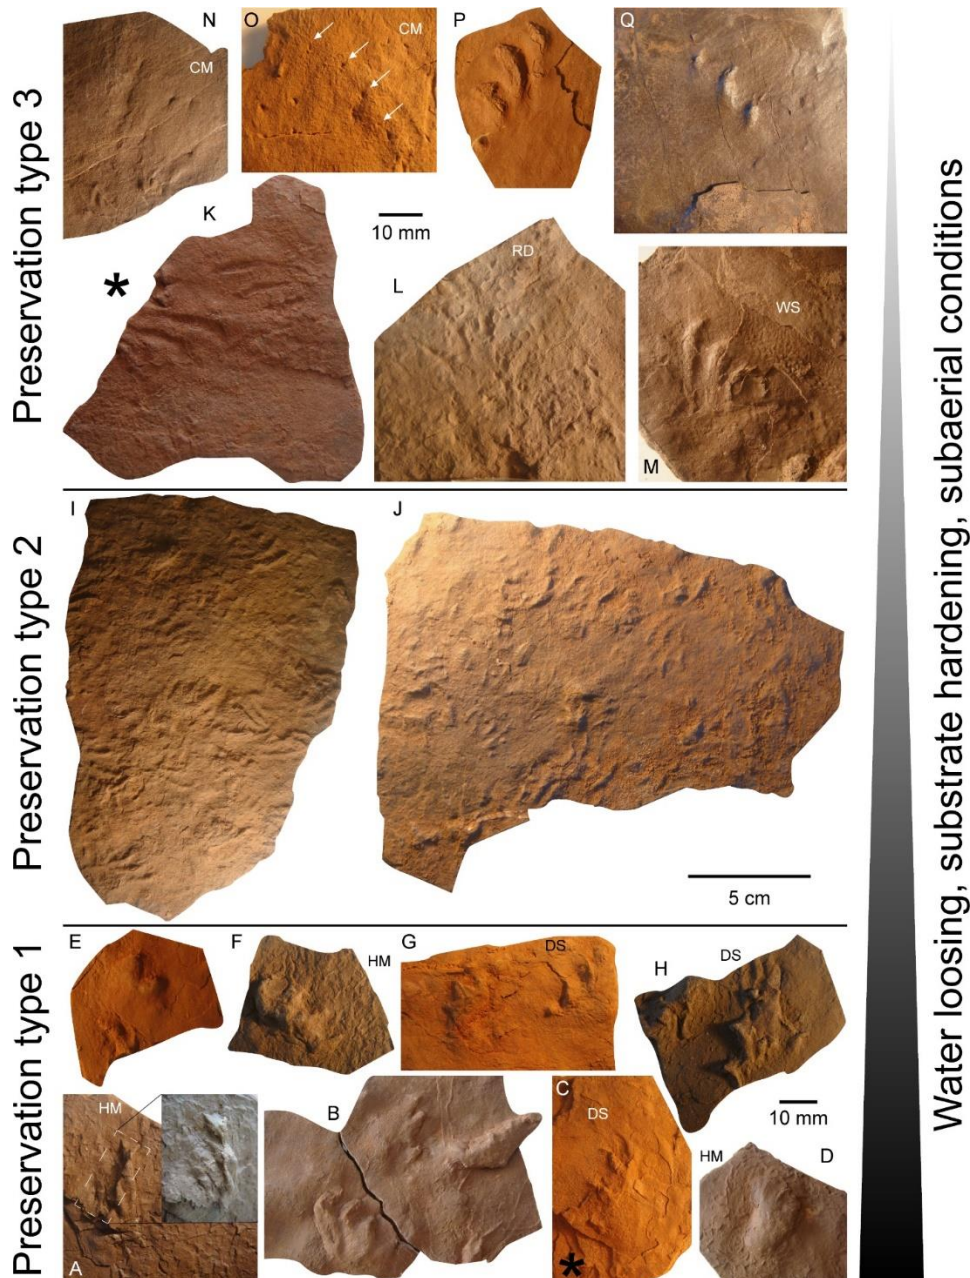 Preservation type 3
N
CM
O
CM
P
Q
K
*
10 mm
L
RD
WS
M
Preservation type 2
I
J
5 cm
Preservation type 1
E
F
HM
G
DS
H
DS
10 mm
HM
A
B
C
DS
*
HM
D
Water loosing, substrate hardening, subaerial conditions